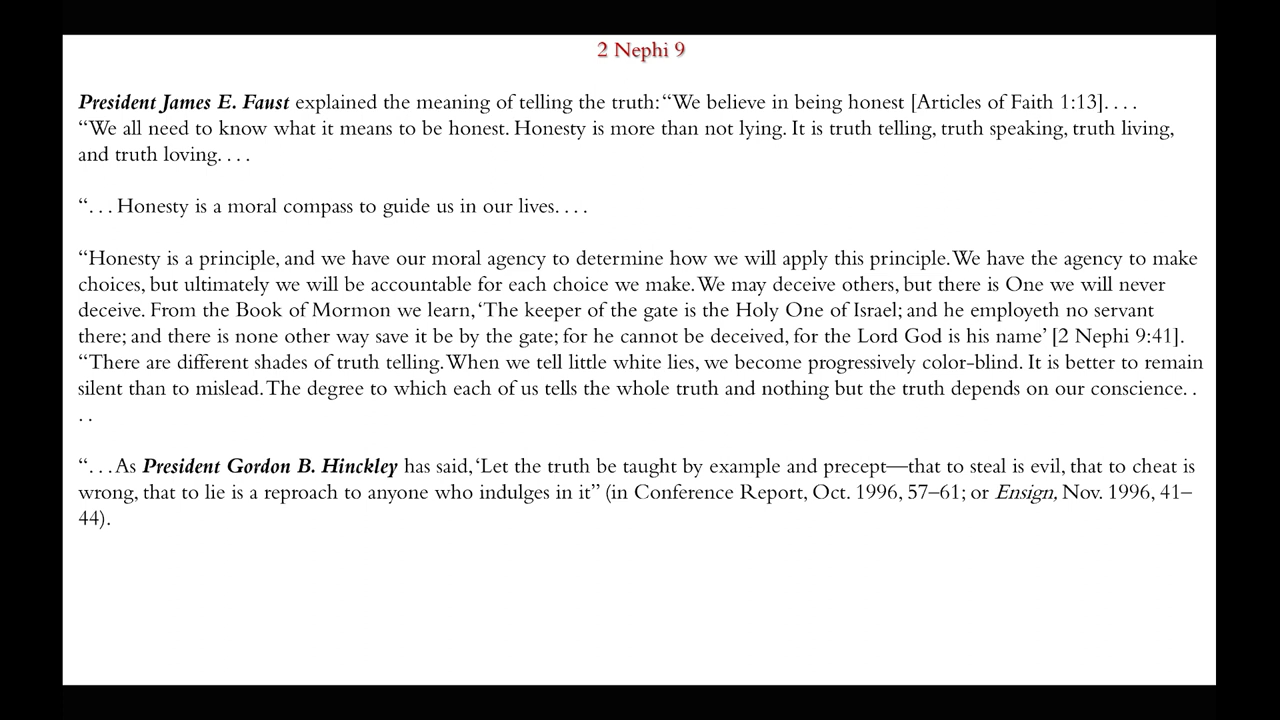 2 Nephi 9
President James E. Faust explained the meaning of telling the truth: “We believe in being honest [Articles of Faith 1:13]. . . .
“We all need to know what it means to be honest. Honesty is more than not lying. It is truth telling, truth speaking, truth living,
and truth loving. . . .
“. . . Honesty is a moral compass to guide us in our lives. . . .
“Honesty is a principle, and we have our moral agency to determine how we will apply this principle. We have the agency to make
choices, but ultimately we will be accountable for each choice we make. We may deceive others, but there is One we will never
deceive. From the Book of Mormon we learn, ‘The keeper of the gate is the Holy One of Israel; and he employeth no servant
there; and there is none other way save it be by the gate; for he cannot be deceived, for the Lord God is his name’ [2 Nephi 9:41].
“There are different shades of truth telling. When we tell little white lies, we become progressively color-blind. It is better to remain
silent than to mislead. The degree to which each of us tells the whole truth and nothing but the truth depends on our conscience. .
. .
“. . . As President Gordon B. Hinckley has said, ‘Let the truth be taught by example and precept—that to steal is evil, that to cheat is
wrong, that to lie is a reproach to anyone who indulges in it” (in Conference Report, Oct. 1996, 57–61; or Ensign, Nov. 1996, 41–
44).